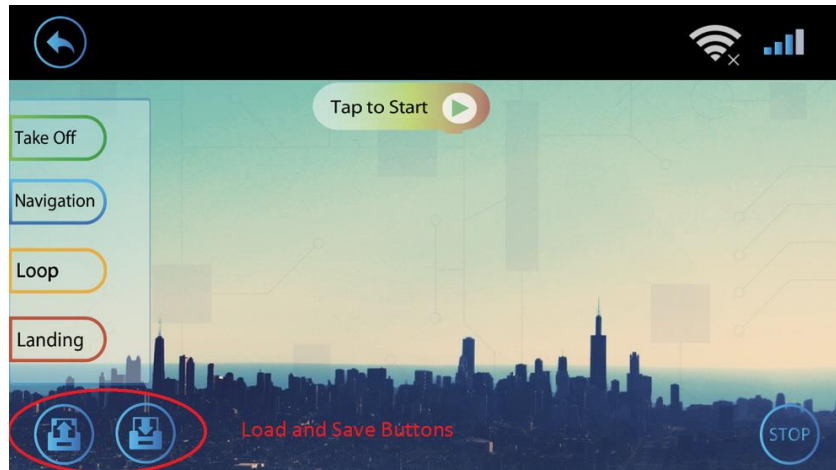 Tap to Start
Take Off
Navigation
Loop
Landing
Load and Save Buttons
STOP